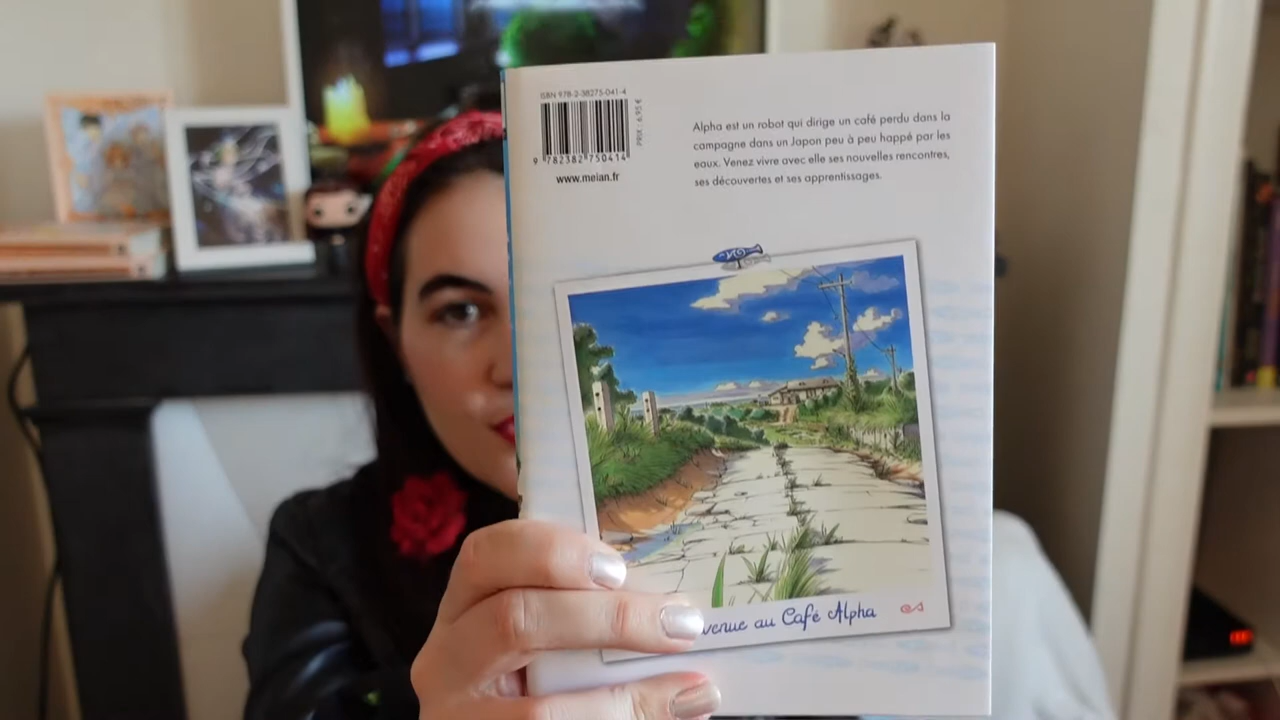 ISBN 978-2-38275-041-4
PRIX : 6,95 €
9 782382 750414
www.meian.fr
Alpha est un robot qui dirige un café perdu dans la
campagne dans un Japon peu à peu happé par les
eaux. Venez vivre avec elle ses nouvelles rencontres,
ses découvertes et ses apprentissages.
venue au Café Alpha